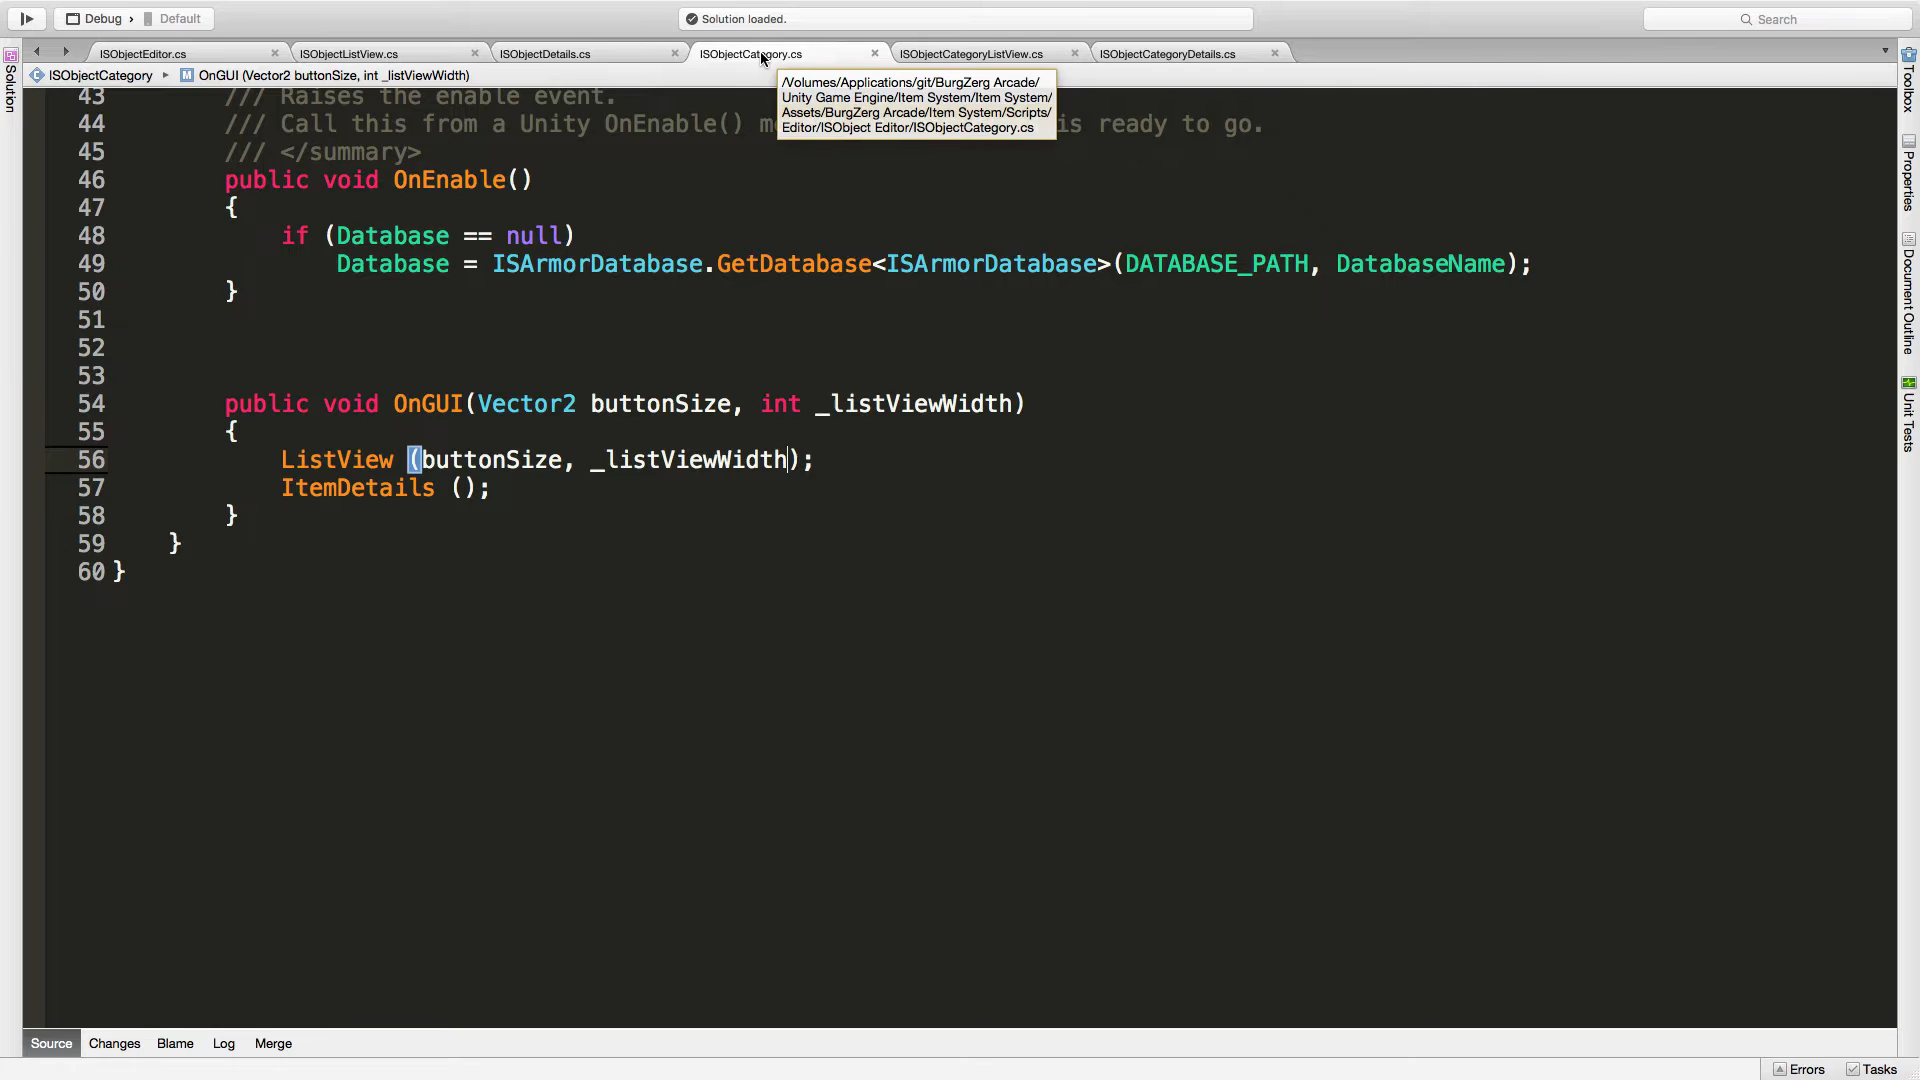 Debug › Default
Solution loaded.
Search
ISObjectEditor.cs
ISObjectListView.cs
ISObjectDetails.cs
ISObjectCategory.cs
ISObjectCategoryListView.cs
ISObjectCategoryDetails.cs
ISObjectCategory ▸ OnGUI (Vector2 buttonSize, int _listViewWidth)
/Volumes/Applications/git/BurgZerg Arcade/
Unity Game Engine/Item System/Item System/
Assets/BurgZerg Arcade/Item System/Scripts/
Editor/ISObject Editor/ISObjectCategory.cs
43 /// Raises the enable event.
44 /// Call this from a Unity OnEnable() is ready to go.
45 /// </summary>
46 public void OnEnable()
47 {
48 if (Database == null)
49 Database = ISArmorDatabase.GetDatabase<ISArmorDatabase>(DATABASE_PATH, DatabaseName);
50 }
51
52
53
54 public void OnGUI(Vector2 buttonSize, int _listViewWidth)
55 {
56 ListView (buttonSize, _listViewWidth);
57 ItemDetails ();
58 }
59 }
60 }
Solution
Toolbox
Properties
Document Outline
Unit Tests
Source Changes Blame Log Merge
Errors Tasks